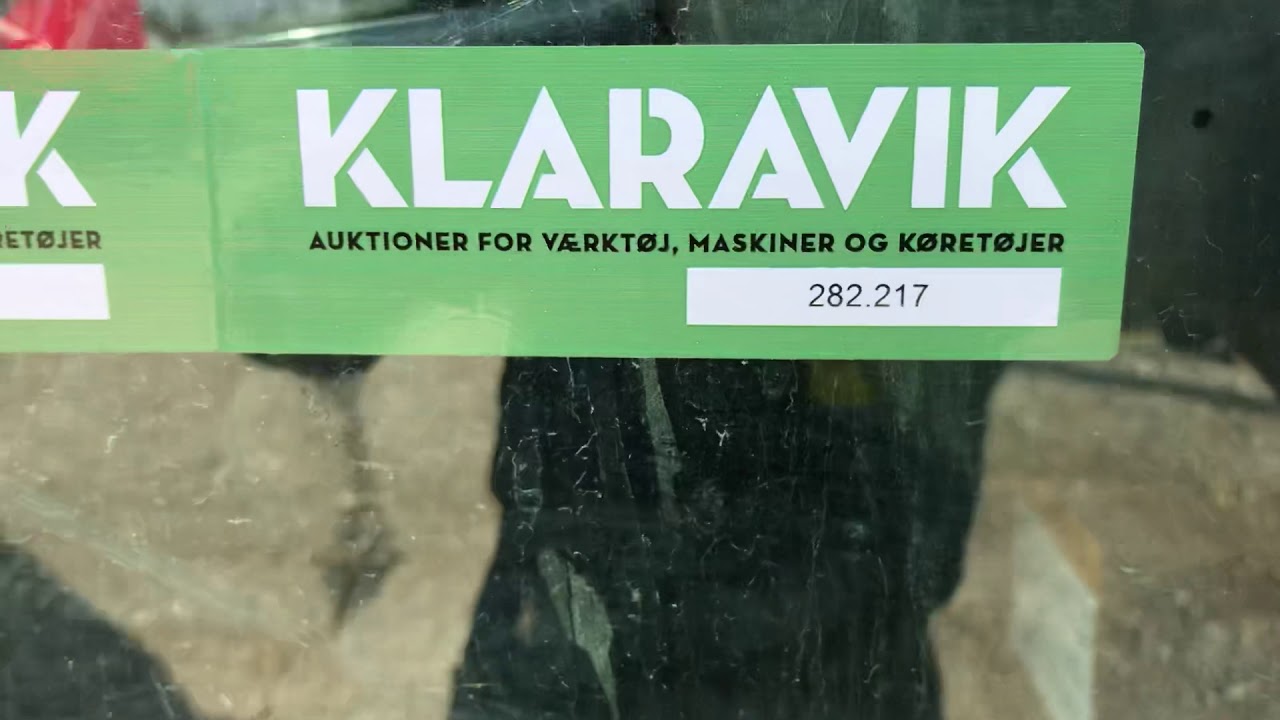 KLARAVIK
AUKTIONER FOR VÆRKTØJ, MASKINER OG KØRETØJER
282.217